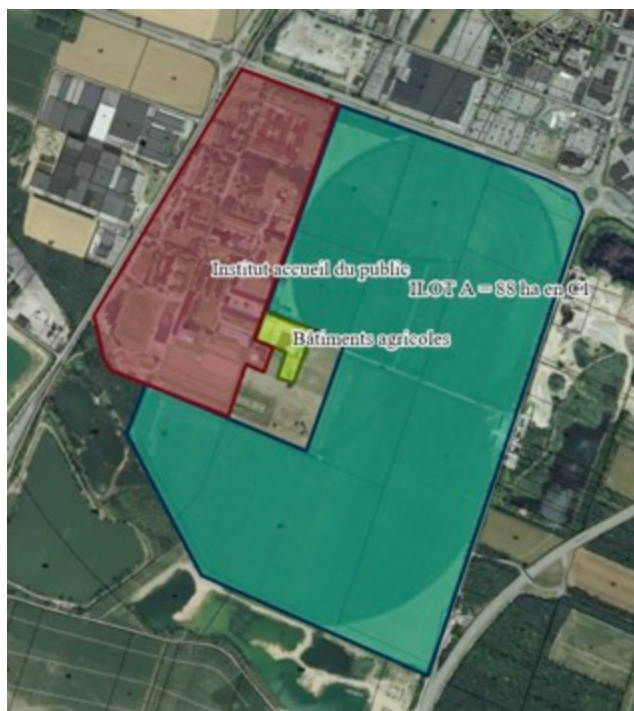 Institut accueil du public
ILOT A = 88 ha en C1
Bâtiments agricoles